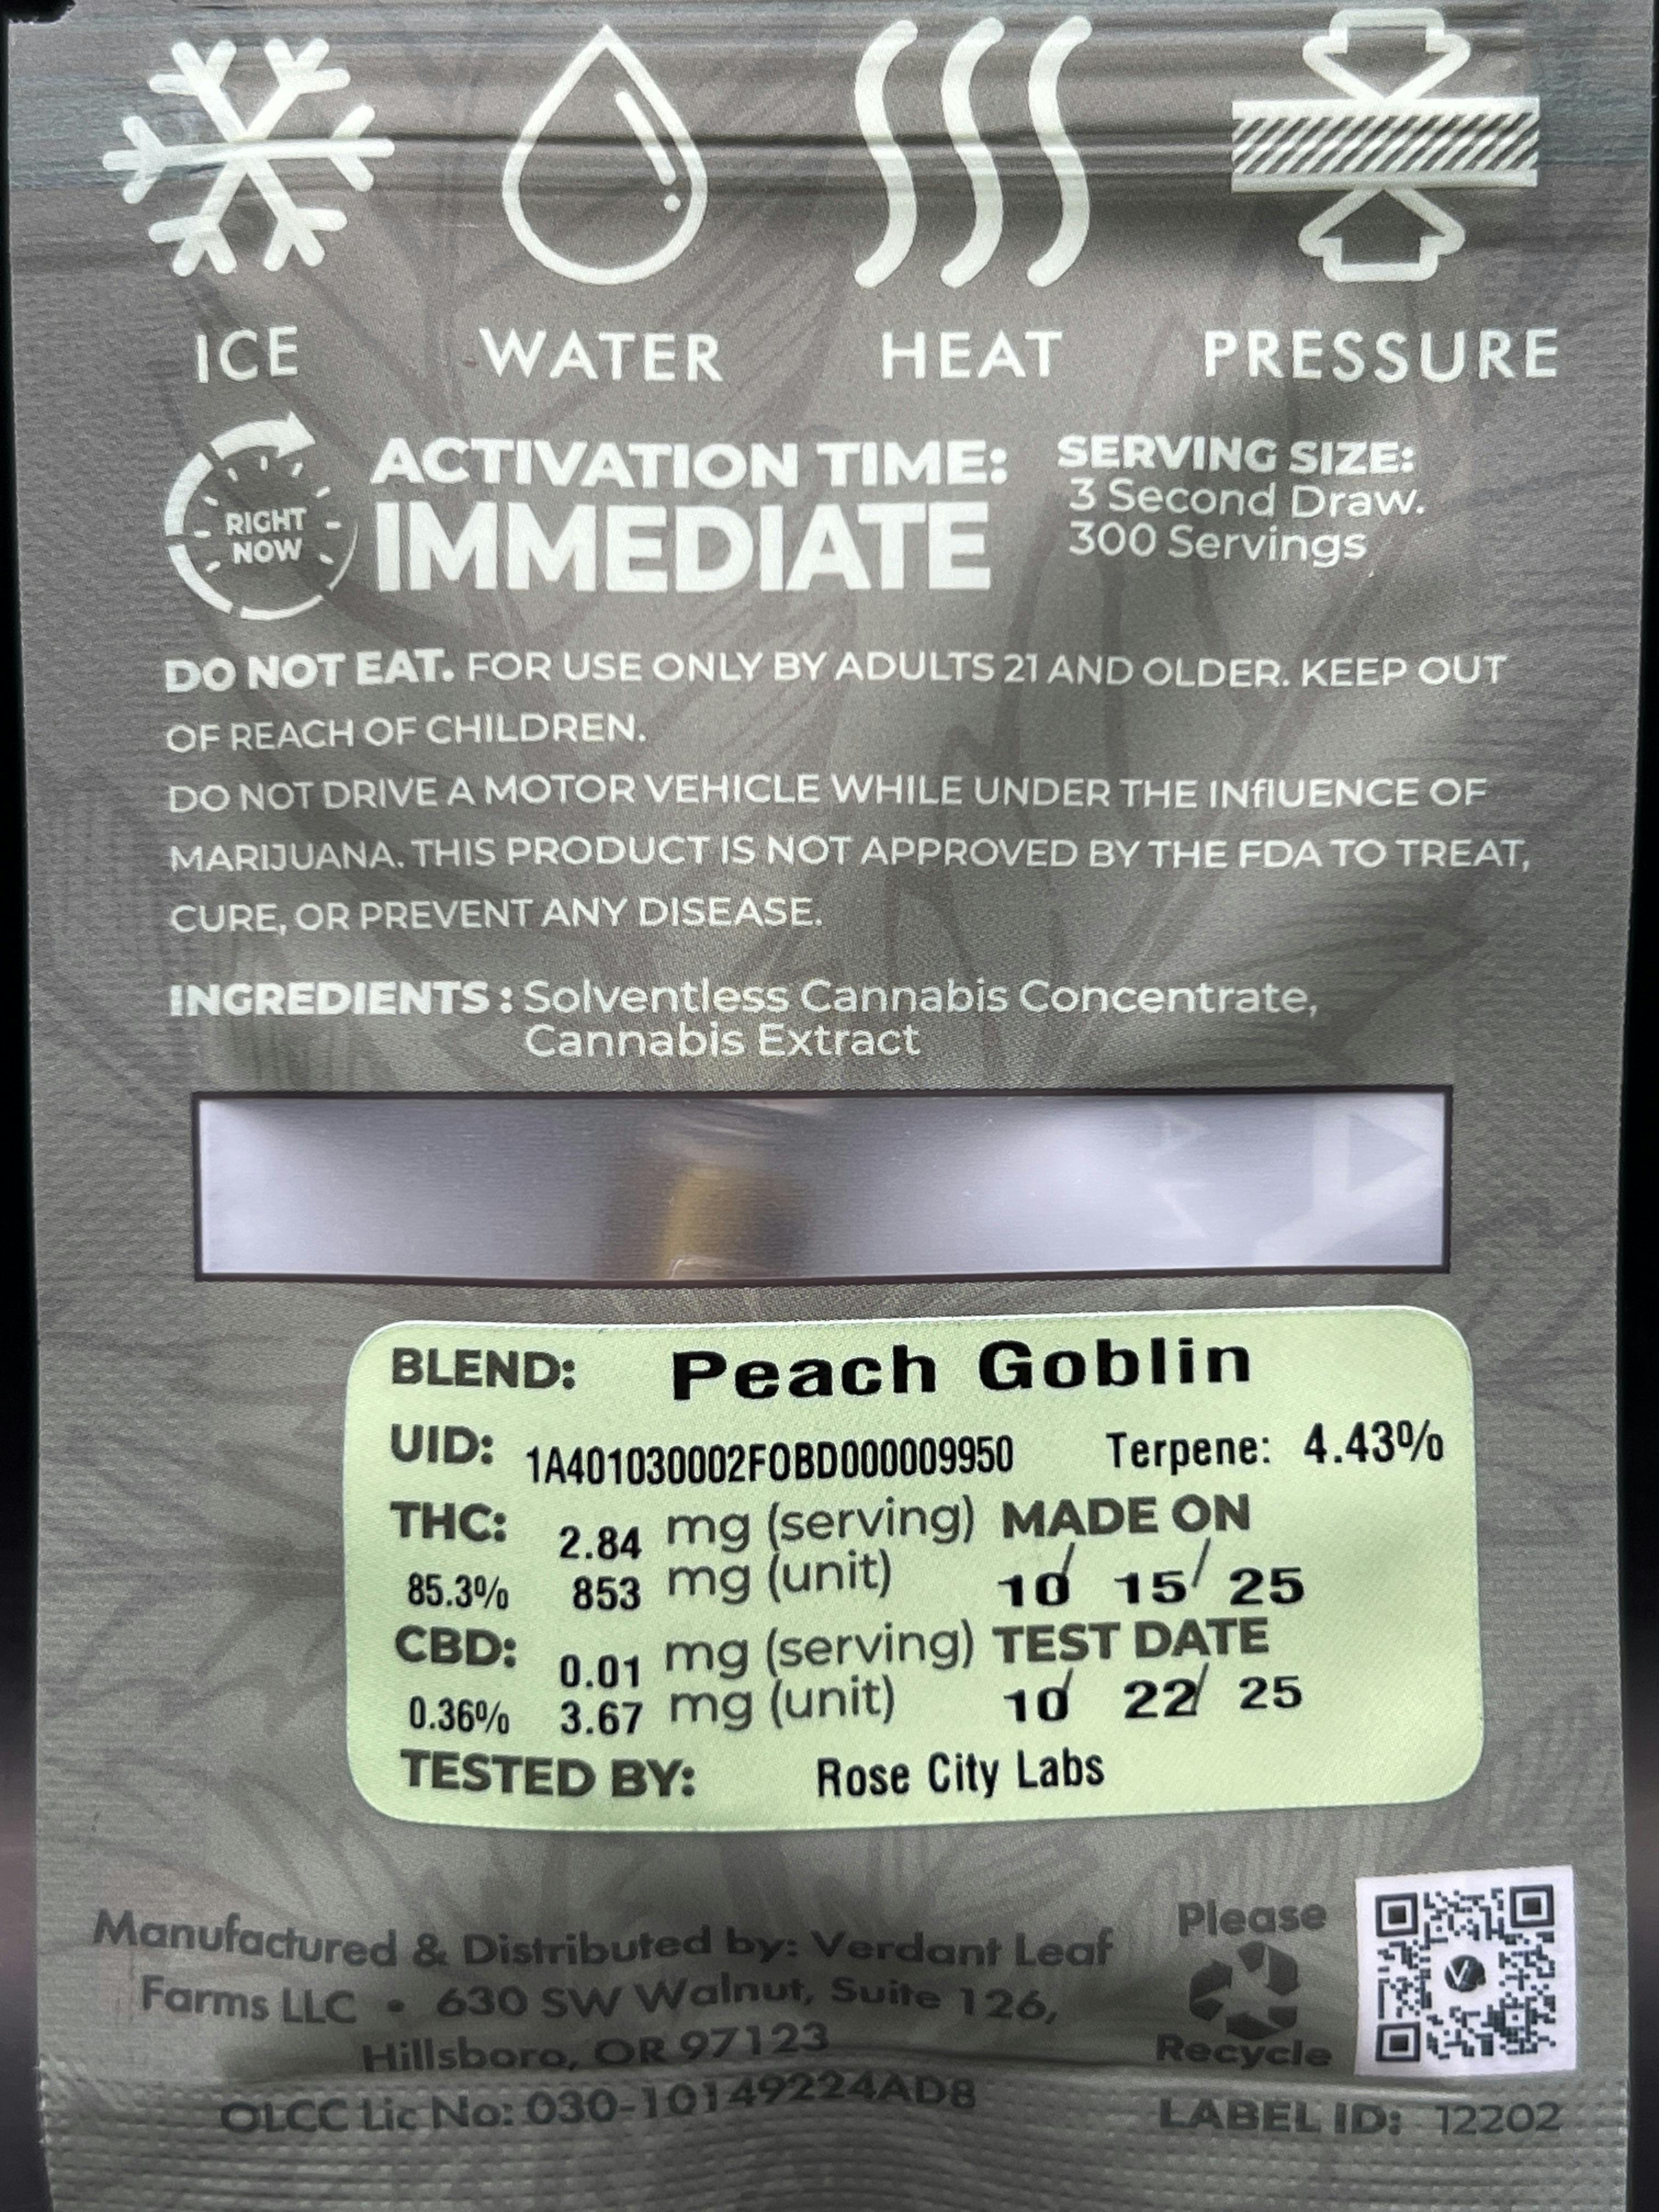 ICE WATER HEAT PRESSURE
RIGHT
NOW
ACTIVATION TIME:
IMMEDIATE
SERVING SIZE:
3 Second Draw.
300 Servings
DO NOT EAT. FOR USE ONLY BY ADULTS 21 AND OLDER. KEEP OUT
OF REACH OF CHILDREN.
DO NOT DRIVE A MOTOR VEHICLE WHILE UNDER THE INflUENCE OF
MARIJUANA. THIS PRODUCT IS NOT APPROVED BY THE FDA TO TREAT,
CURE, OR PREVENT ANY DISEASE.
INGREDIENTS : Solventless Cannabis Concentrate,
Cannabis Extract
BLEND: Peach Goblin
UID: 1A401030002F0BD000009950 Terpene: 4.43%
THC: 2.84 mg (serving) MADE ON
85.3% 853 mg (unit) 10/ 15/ 25
CBD: 0.01 mg (serving) TEST DATE
0.36% 3.67 mg (unit) 10/ 22/ 25
TESTED BY: Rose City Labs
Manufactured & Distributed by: Verdant Leaf
Farms LLC • 630 SW Walnut, Suite 126,
Hillsboro, OR 97123
OLCC Lic No: 030-10149224AD8
Please
Recycle
LABEL ID: 12202